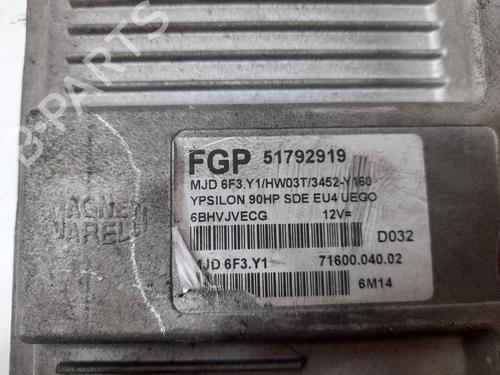 B-PARTS
FGP 51792919
MJD 6F3.Y1/HW03T/3452-Y160
YPSILON 90HP SDE EU4 UEGO
6BHVJVECG 12V=
MAGNETI
MARELLI
D032
MJD 6F3.Y1 71600.040.02
6M14